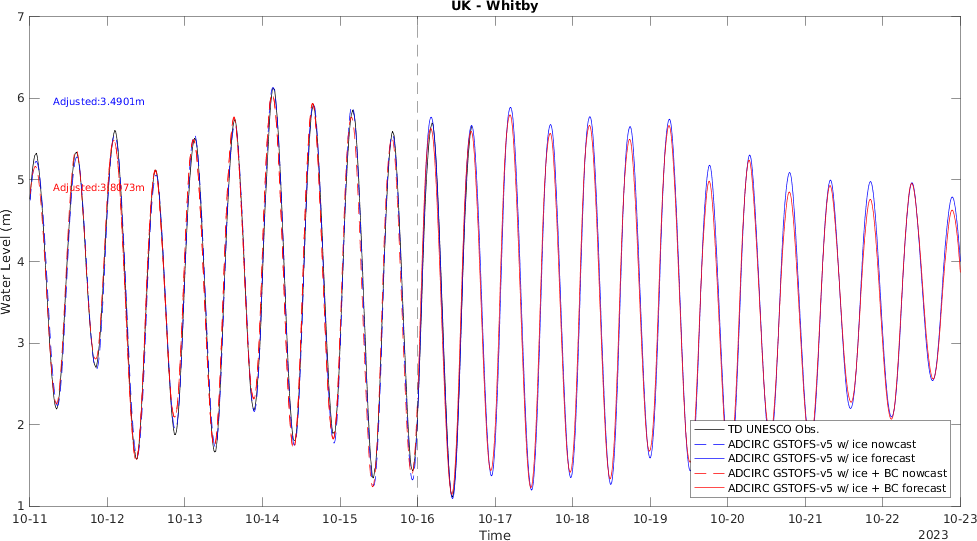 UK - Whitby
7
6
5
4
3
2
1
Water Level (m)
Adjusted:3.4901m
Adjusted:3.8073m
TD UNESCO Obs.
ADCIRC GSTOFS-v5 w/ ice nowcast
ADCIRC GSTOFS-v5 w/ ice forecast
ADCIRC GSTOFS-v5 w/ ice + BC nowcast
ADCIRC GSTOFS-v5 w/ ice + BC forecast
10-11 10-12 10-13 10-14 10-15 10-16 10-17 10-18 10-19 10-20 10-21 10-22 10-23
Time
2023